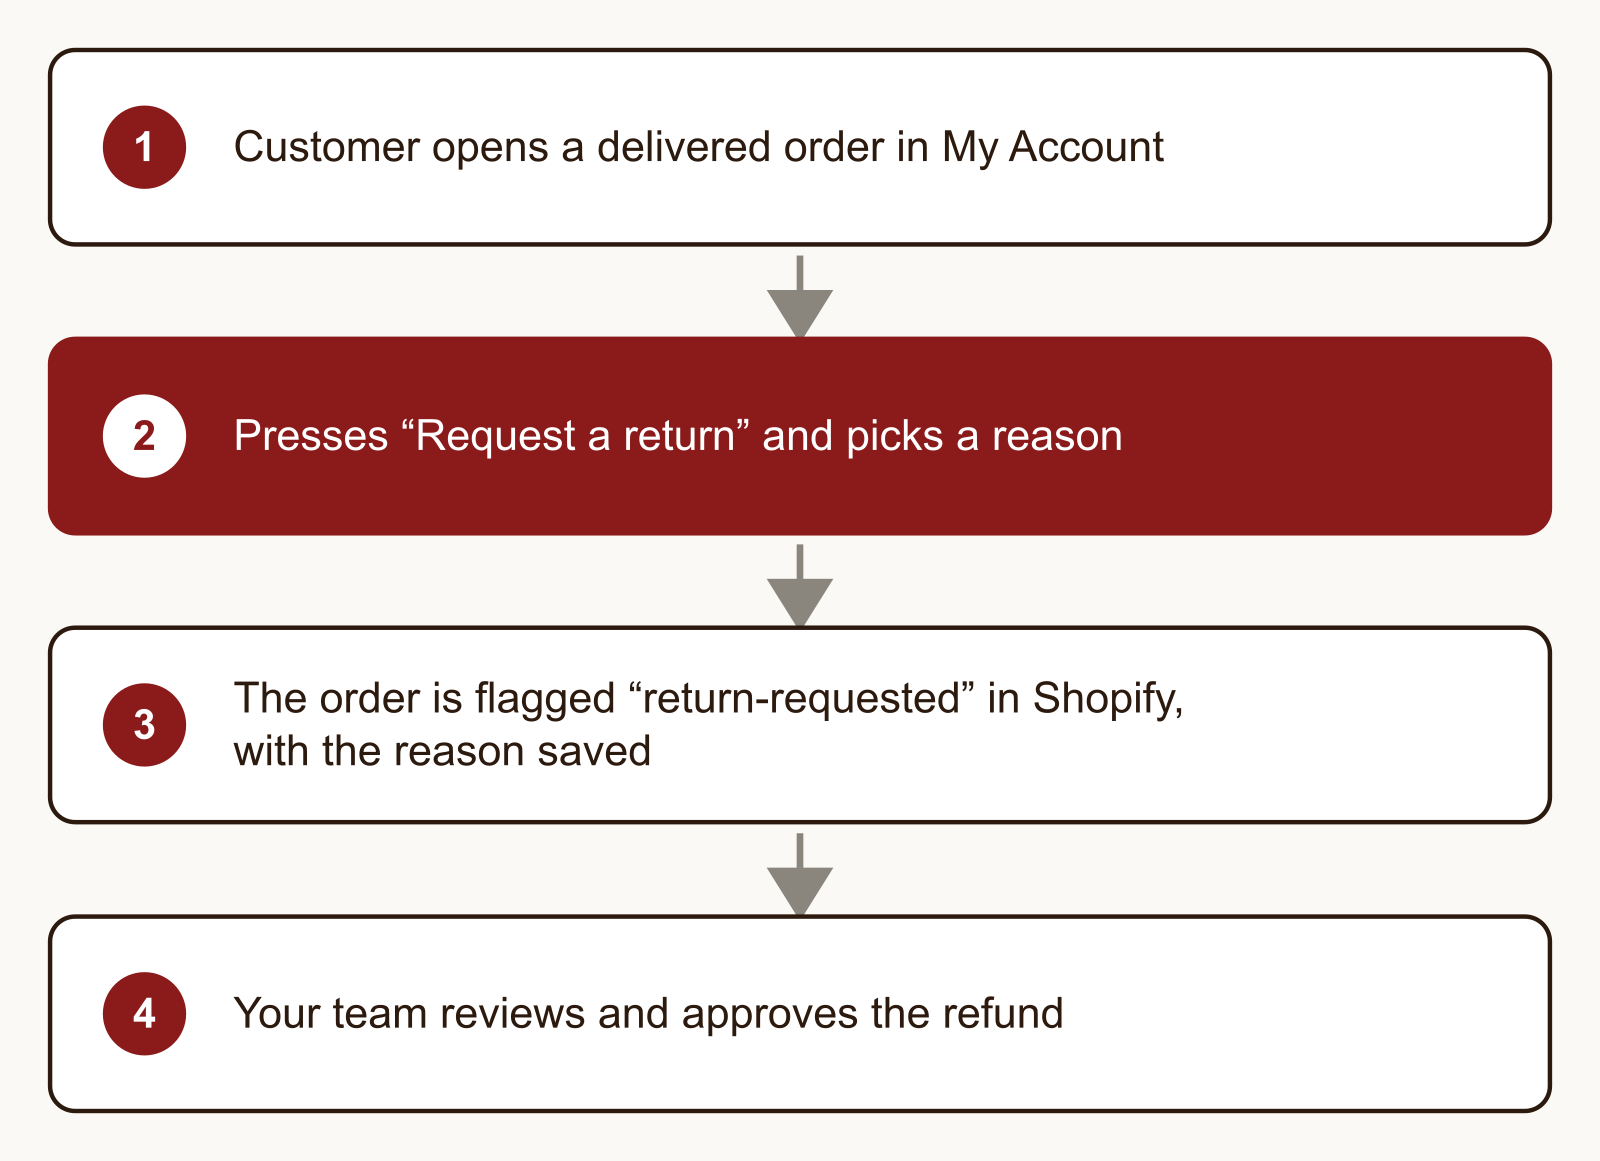 1
Customer opens a delivered order in My Account
2
Presses “Request a return” and picks a reason
3
The order is flagged “return-requested” in Shopify,
with the reason saved
4
Your team reviews and approves the refund